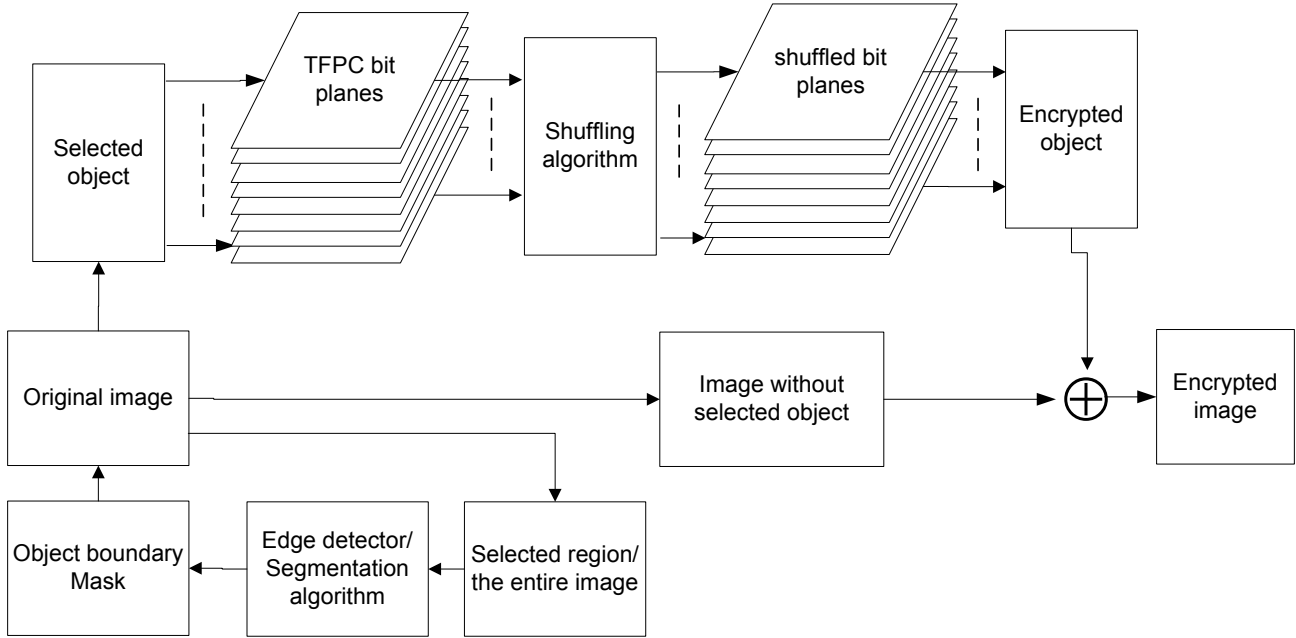 TFPC bit
planes
shuffled bit
planes
Selected
object
Shuffling
algorithm
Encrypted
object
Original image
Image without
selected object
Encrypted
image
Object boundary
Mask
Edge detector/
Segmentation
algorithm
Selected region/
the entire image